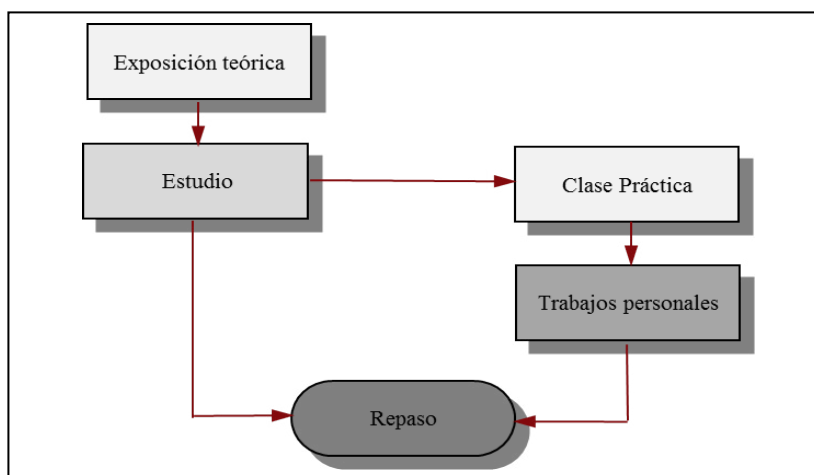 Exposición teórica
Estudio
Clase Práctica
Trabajos personales
Repaso